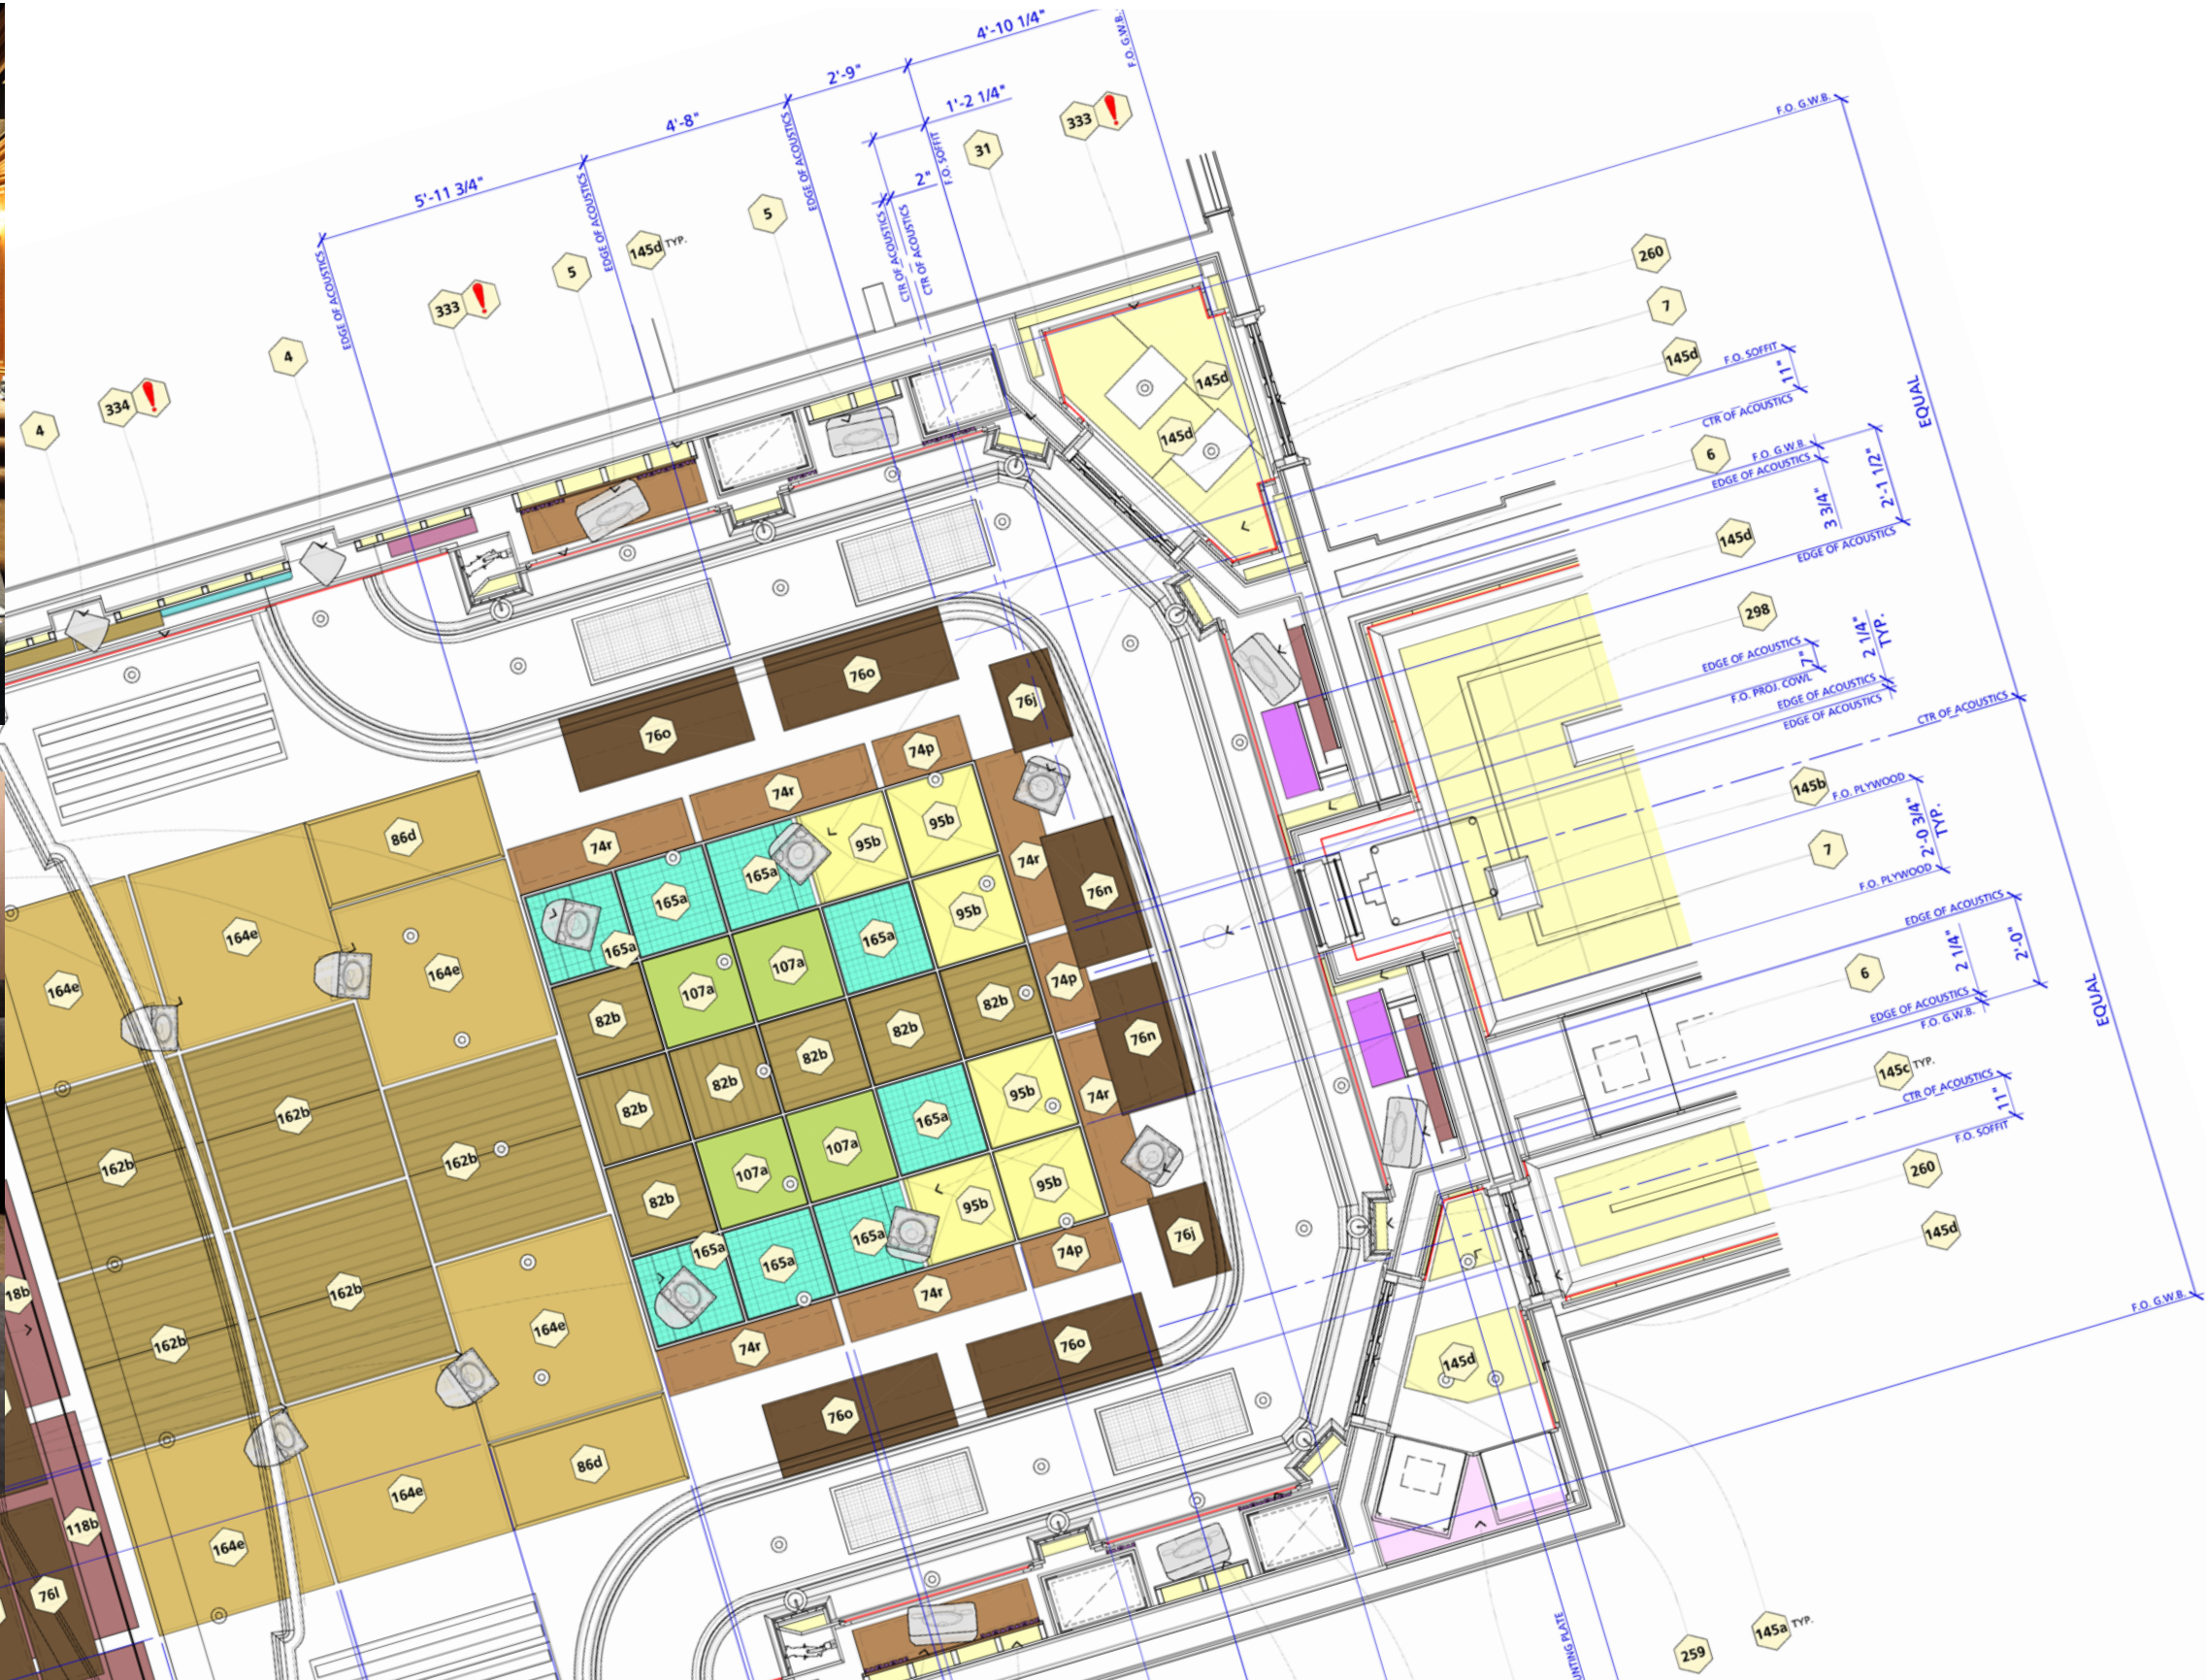 4'-10 1/4"
F.O. G.W.B.
2'-9"
1'-2 1/4"
4'-8"
5'-11 3/4"
2"
EDGE OF ACOUSTICS
EDGE OF ACOUSTICS
EDGE OF ACOUSTICS
F.O. SOFFIT
CTR OF ACOUSTICS
CTR OF ACOUSTICS
333
31
5
145d TYP.
5
333
4
334
4
F.O. G.W.B.
260
7
145d
F.O. SOFFIT
11"
CTR OF ACOUSTICS
EQUAL
6
F.O. G.W.B.
EDGE OF ACOUSTICS
3 3/4"
2'-1 1/2"
145d
EDGE OF ACOUSTICS
298
EDGE OF ACOUSTICS
7"
F.O. PROJ. COWL
2 1/4"
TYP.
EDGE OF ACOUSTICS
EDGE OF ACOUSTICS
CTR OF ACOUSTICS
145b
F.O. PLYWOOD
2'-0 3/4"
TYP.
7
F.O. PLYWOOD
EDGE OF ACOUSTICS
6
2 1/4"
2'-0"
EDGE OF ACOUSTICS
F.O. G.W.B.
EQUAL
145c TYP.
CTR OF ACOUSTICS
11"
F.O. SOFFIT
260
145d
F.O. G.W.B.
145d
145d
76o
76o
76j
74p
74r
74r
95b
95b
165a
165a
165a
74r
76n
95b
165a
107a
107a
82b
74p
82b
82b
82b
82b
82b
76n
74r
95b
165a
107a
107a
82b
95b
95b
165a
165a
165a
76j
74p
74r
74r
76o
76o
86d
164e
164e
164e
162b
162b
162b
162b
162b
164e
86d
164e
164e
18b
118b
76l
145d
259
145a TYP.
UNTING PLATE